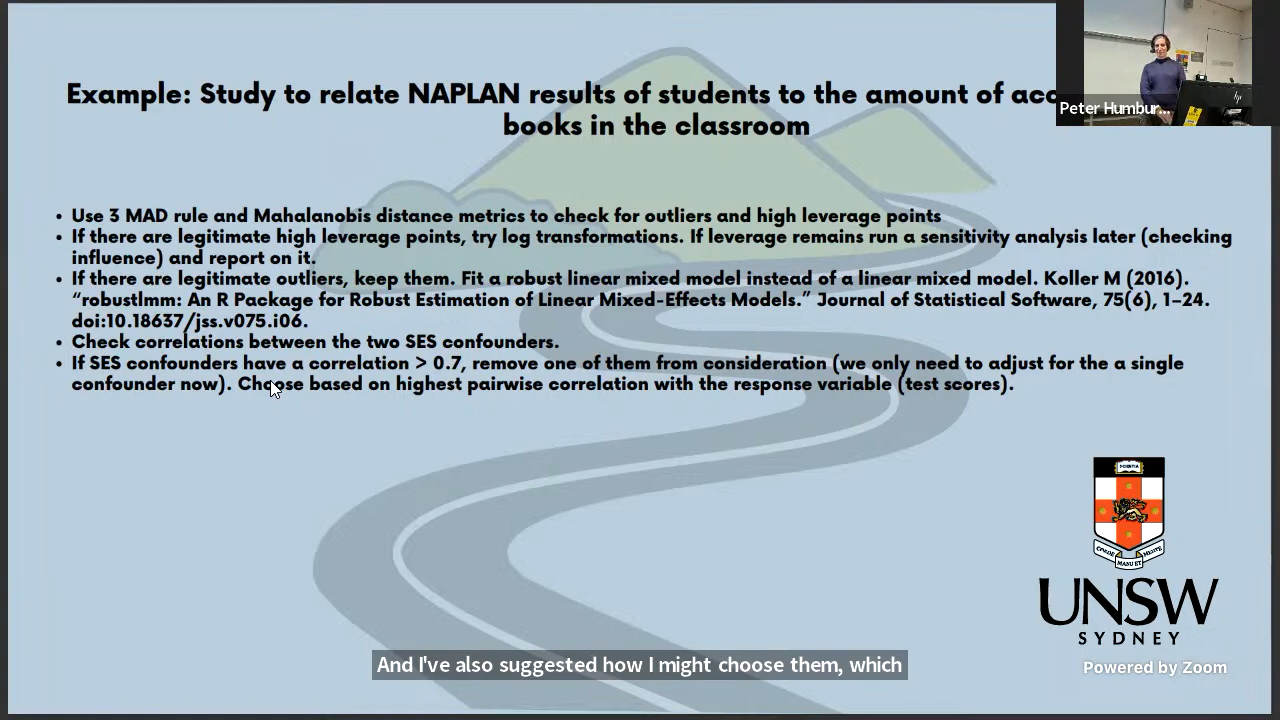 Example: Study to relate NAPLAN results of students to the amount of
books in the classroom
Peter Humbur...
• Use 3 MAD rule and Mahalanobis distance metrics to check for outliers and high leverage points
• If there are legitimate high leverage points, try log transformations. If leverage remains run a sensitivity analysis later (checking
influence) and report on it.
• If there are legitimate outliers, keep them. Fit a robust linear mixed model instead of a linear mixed model. Koller M (2016).
“robustlmm: An R Package for Robust Estimation of Linear Mixed-Effects Models.” Journal of Statistical Software, 75(6), 1–24.
doi:10.18637/jss.v075.i06.
• Check correlations between the two SES confounders.
• If SES confounders have a correlation > 0.7, remove one of them from consideration (we only need to adjust for the a single
confounder now). Choose based on highest pairwise correlation with the response variable (test scores).
SCIENTIA
MANU ET
UNSW
SYDNEY
And I've also suggested how I might choose them, which
Powered by Zoom